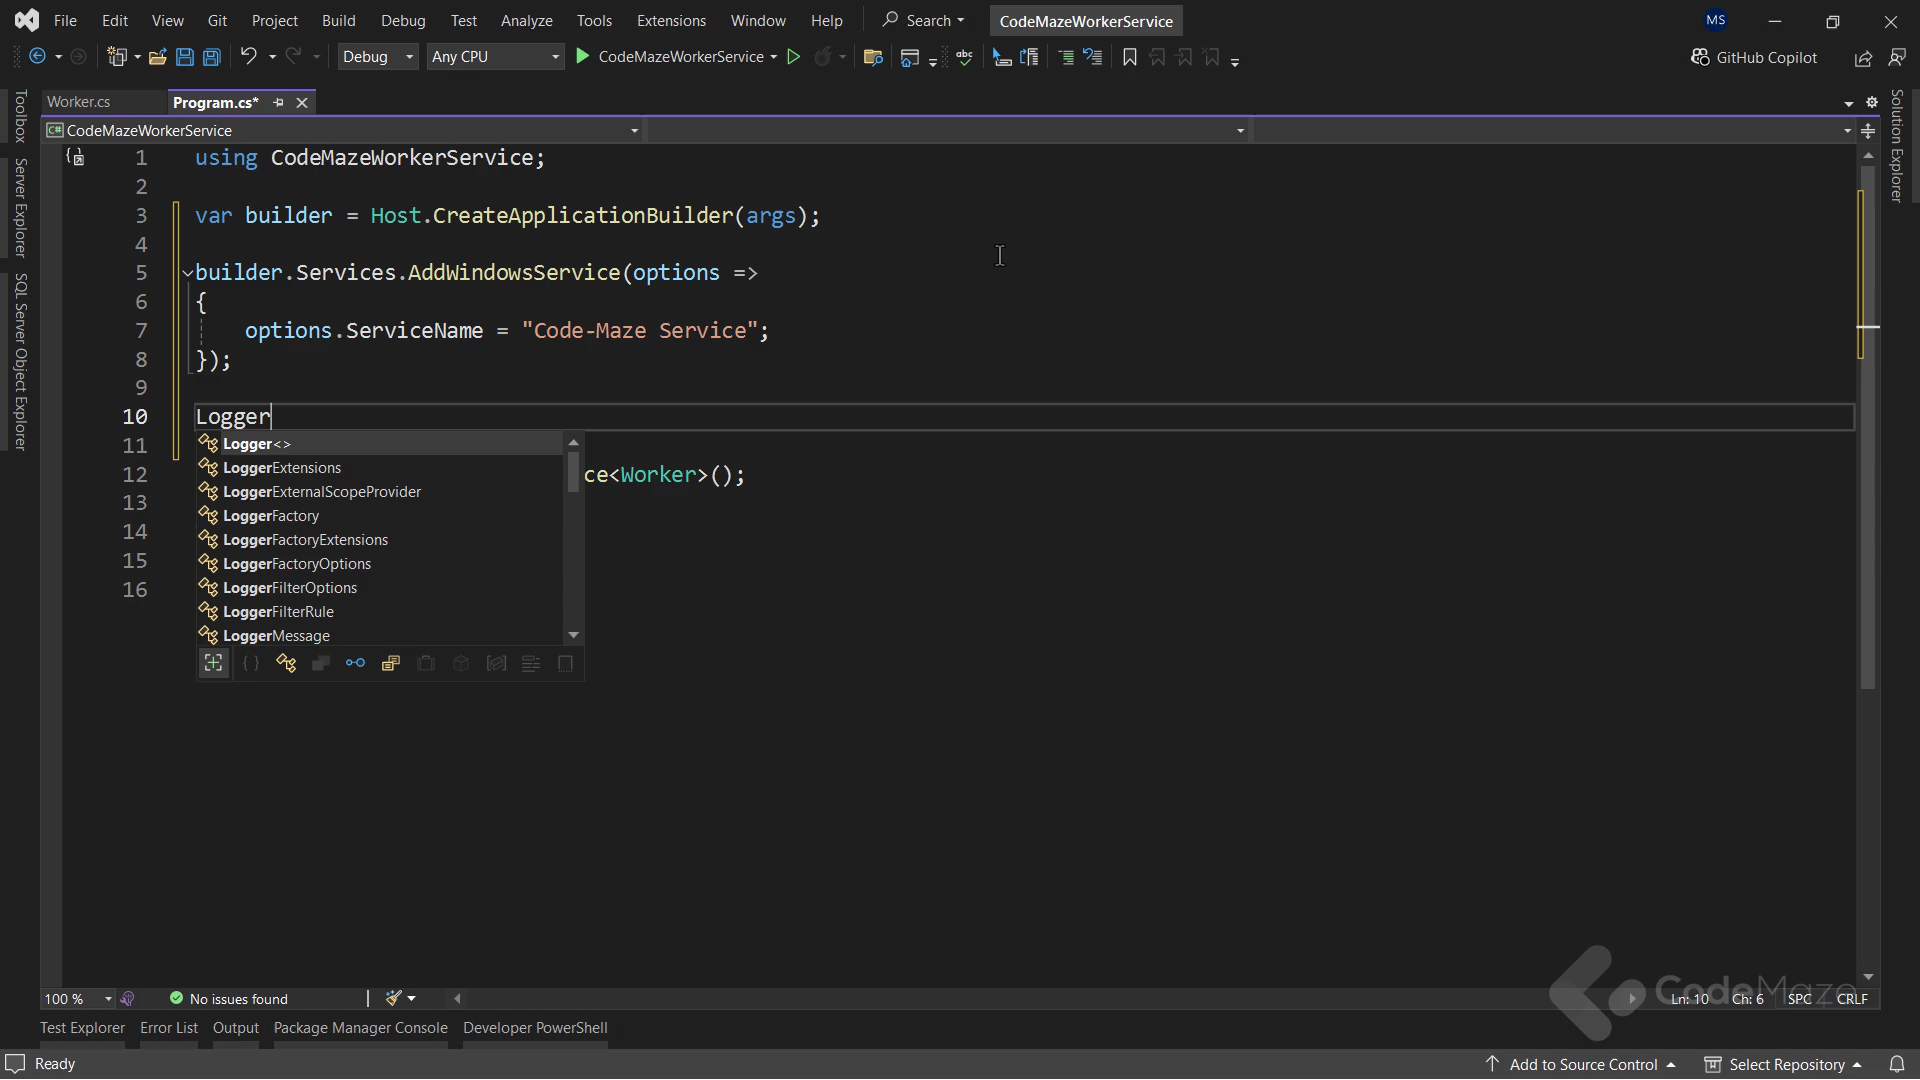 File Edit View Git Project Build Debug Test Analyze Tools Extensions Window Help Search CodeMazeWorkerService MS
Debug Any CPU CodeMazeWorkerService abc GitHub Copilot
Worker.cs Program.cs*
C# CodeMazeWorkerService
Toolbox
Server Explorer
SQL Server Object Explorer
Solution Explorer
1 using CodeMazeWorkerService;
2
3 var builder = Host.CreateApplicationBuilder(args);
4
5 builder.Services.AddWindowsService(options =>
6 {
7 options.ServiceName = "Code-Maze Service";
8 });
9
10 Logger
11 Logger<>
LoggerExtensions
12 ce<Worker>();
LoggerExternalScopeProvider
13 LoggerFactory
14 LoggerFactoryExtensions
15 LoggerFactoryOptions
16 LoggerFilterOptions
LoggerFilterRule
LoggerMessage
100 % No issues found Ln: 10 Ch: 6 SPC CRLF
CodeMaze
Test Explorer Error List Output Package Manager Console Developer PowerShell
Ready Add to Source Control Select Repository